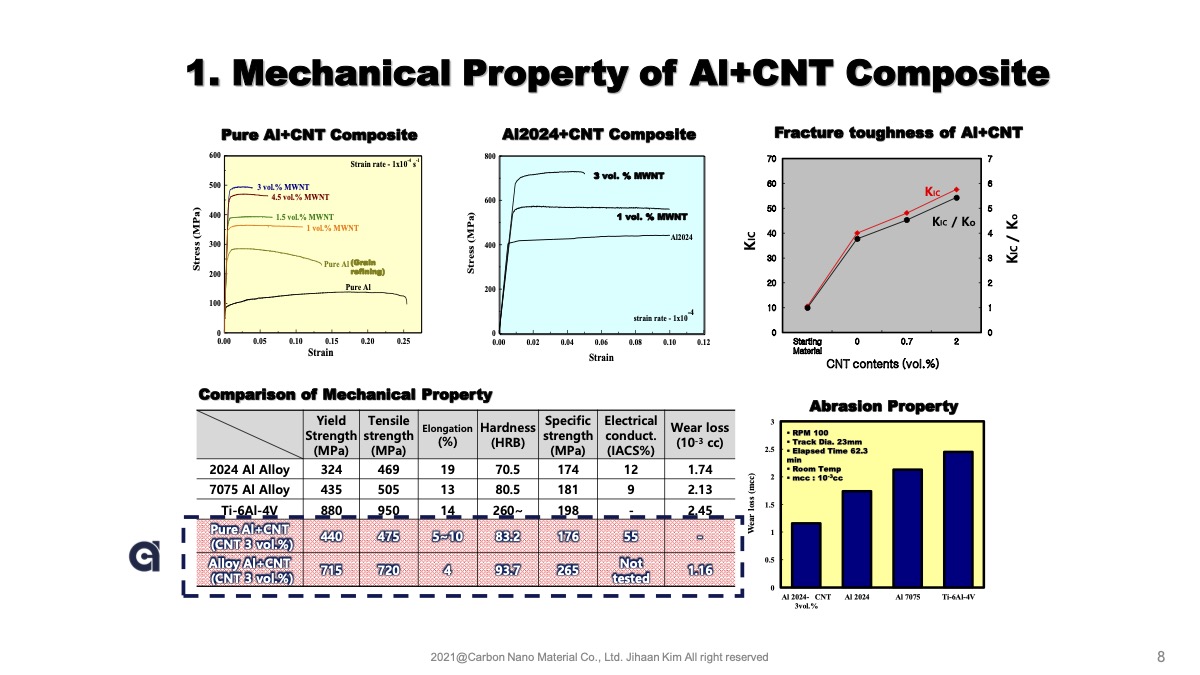 1. Mechanical Property of Al+CNT Composite
Pure Al+CNT Composite
600
500
400
300
200
100
0
Stress (MPa)
Strain rate - 1x10⁻⁴ s⁻¹
3 vol.% MWNT
4.5 vol.% MWNT
1.5 vol.% MWNT
1 vol.% MWNT
Pure Al (Grain
refining)
Pure Al
0.00 0.05 0.10 0.15 0.20 0.25
Strain
Al2024+CNT Composite
800
600
400
200
0
Stress (MPa)
3 vol. % MWNT
1 vol. % MWNT
Al2024
strain rate - 1x10⁻⁴
0.00 0.02 0.04 0.06 0.08 0.10 0.12
Strain
Fracture toughness of Al+CNT
70
60
50
40
30
20
10
0
KIC
KIC
KIC / Ko
7
6
5
4
3
2
1
0
KIC / Ko
Starting 0 0.7 2
Material
CNT contents (vol.%)
Comparison of Mechanical Property
Yield Strength (MPa) Tensile strength (MPa) Elongation (%) Hardness (HRB) Specific strength (MPa) Electrical conduct. (IACS%) Wear loss (10⁻³ cc)
2024 Al Alloy 324 469 19 70.5 174 12 1.74
7075 Al Alloy 435 505 13 80.5 181 9 2.13
Ti-6Al-4V 880 950 14 260~ 198 - 2.45
Pure Al+CNT (CNT 3 vol.%) 440 475 5~10 83.2 176 55 -
Alloy Al+CNT (CNT 3 vol.%) 715 720 4 93.7 265 Not tested 1.16
Abrasion Property
3
2.5
2
1.5
1
0.5
0
Wear loss (mcc)
▪ RPM 100
▪ Track Dia. 23mm
▪ Elapsed Time 62.3
min
▪ Room Temp
▪ mcc : 10⁻³cc
Al 2024- CNT Al 2024 Al 7075 Ti-6Al-4V
3vol.%
2021@Carbon Nano Material Co., Ltd. Jihaan Kim All right reserved
8